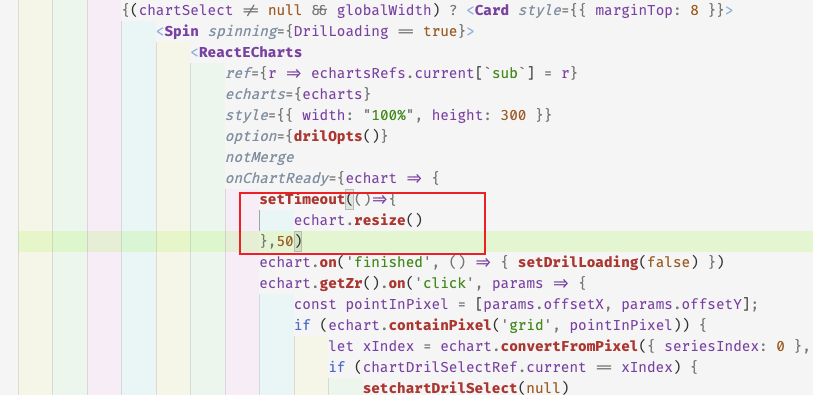 {(chartSelect ≠ null && globalWidth) ? <Card style={{ marginTop: 8 }}>
<Spin spinning={DrilLoading == true}>
<ReactECharts
ref={r ⇒ echartsRefs.current[`sub`] = r}
echarts={echarts}
style={{ width: "100%", height: 300 }}
option={drilOpts()}
notMerge
onChartReady={echart ⇒ {
setTimeout(()⇒{
echart.resize()
},50)
echart.on('finished', () ⇒ { setDrilLoading(false) })
echart.getZr().on('click', params ⇒ {
const pointInPixel = [params.offsetX, params.offsetY];
if (echart.containPixel('grid', pointInPixel)) {
let xIndex = echart.convertFromPixel({ seriesIndex: 0 },
if (chartDrilSelectRef.current == xIndex) {
setchartDrilSelect(null)